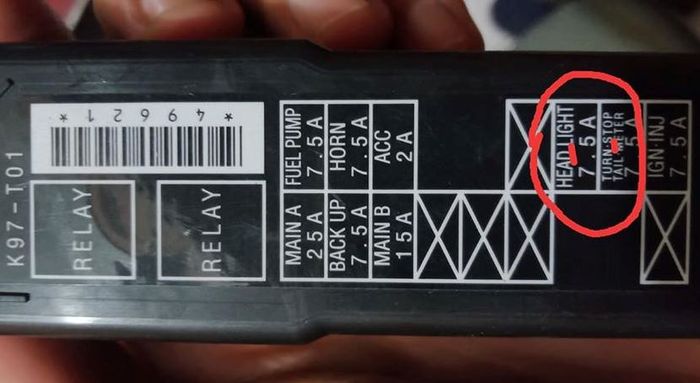 K97-T01
*49621*
RELAY
RELAY
FUEL PUMP
7.5A
HORN
7.5A
ACC
2A
HEAD LIGHT
7.5A
TURN·STOP
TAIL·METER
7.5A
IGN·INJ
7.5A
MAIN A
25A
BACK UP
7.5A
MAIN B
15A